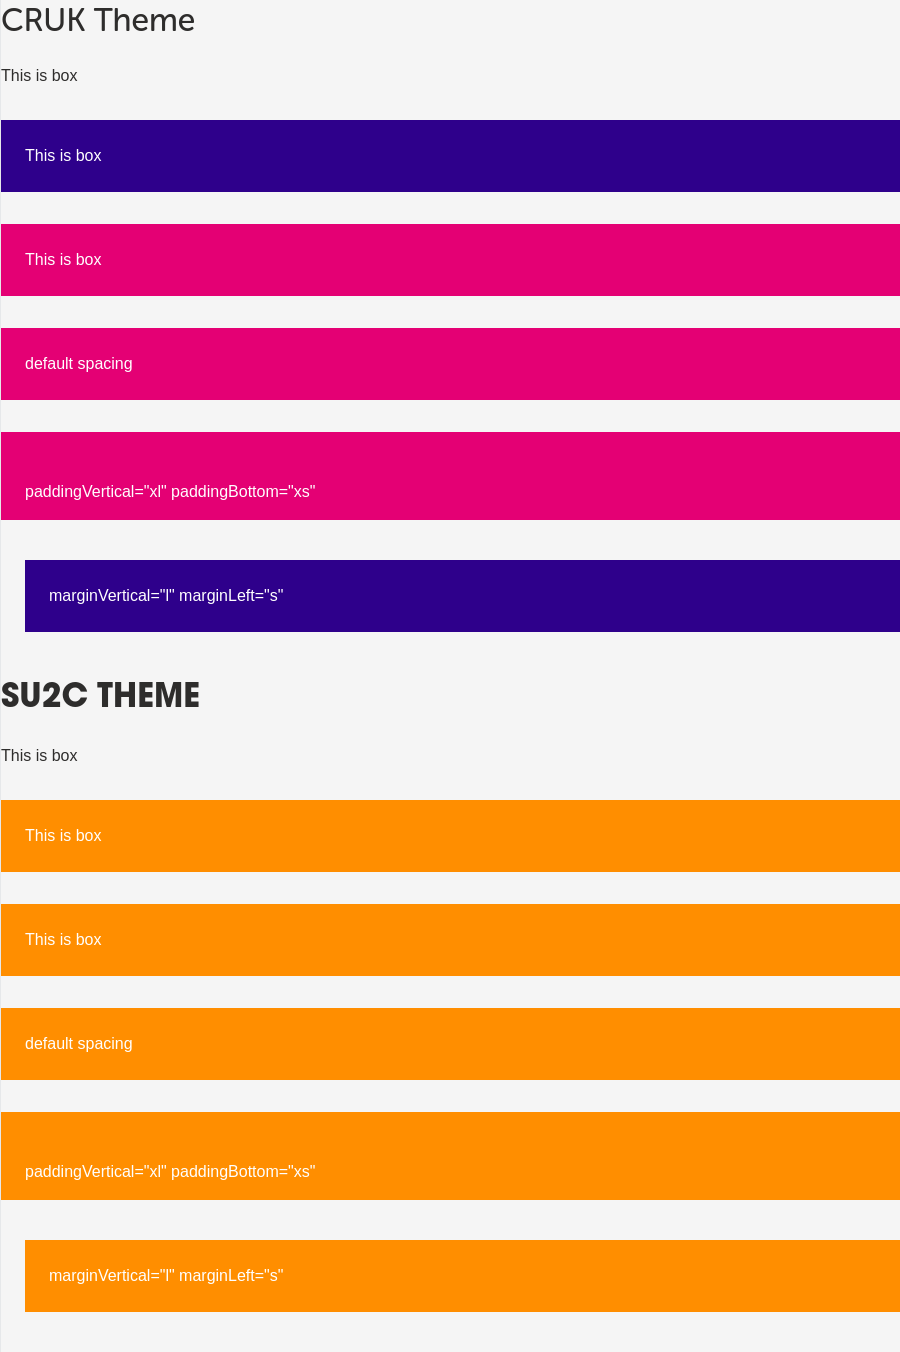 CRUK Theme
This is box
This is box
This is box
default spacing
paddingVertical="xl" paddingBottom="xs"
marginVertical="l" marginLeft="s"
SU2C THEME
This is box
This is box
This is box
default spacing
paddingVertical="xl" paddingBottom="xs"
marginVertical="l" marginLeft="s"